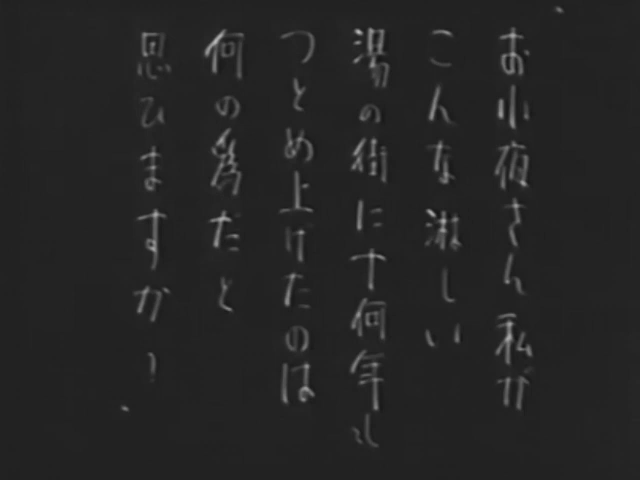 お小夜さん私が
こんな淋しい
湯の街に十何年も
つとめ上げたのは
何の為だと
思ひますか！